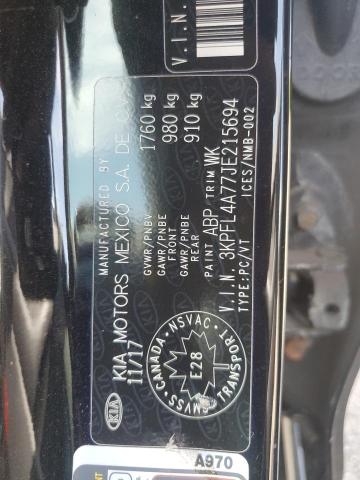 V.I.N.
MANUFACTURED BY
KIA MOTORS MEXICO S.A. DE C.V.
11/17
GVWR/PNBV 1760 kg
GAWR/PNBE FRONT 980 kg
GAWR/PNBE REAR 910 kg
PAINT ABP TRIM WK
V.I.N. 3KPFL4A77JE215694
TYPE:PC/VT ICES/NMB-002
KIA
CANADA
NSVAC
E28
TRANSPORT
CMVSS
A970